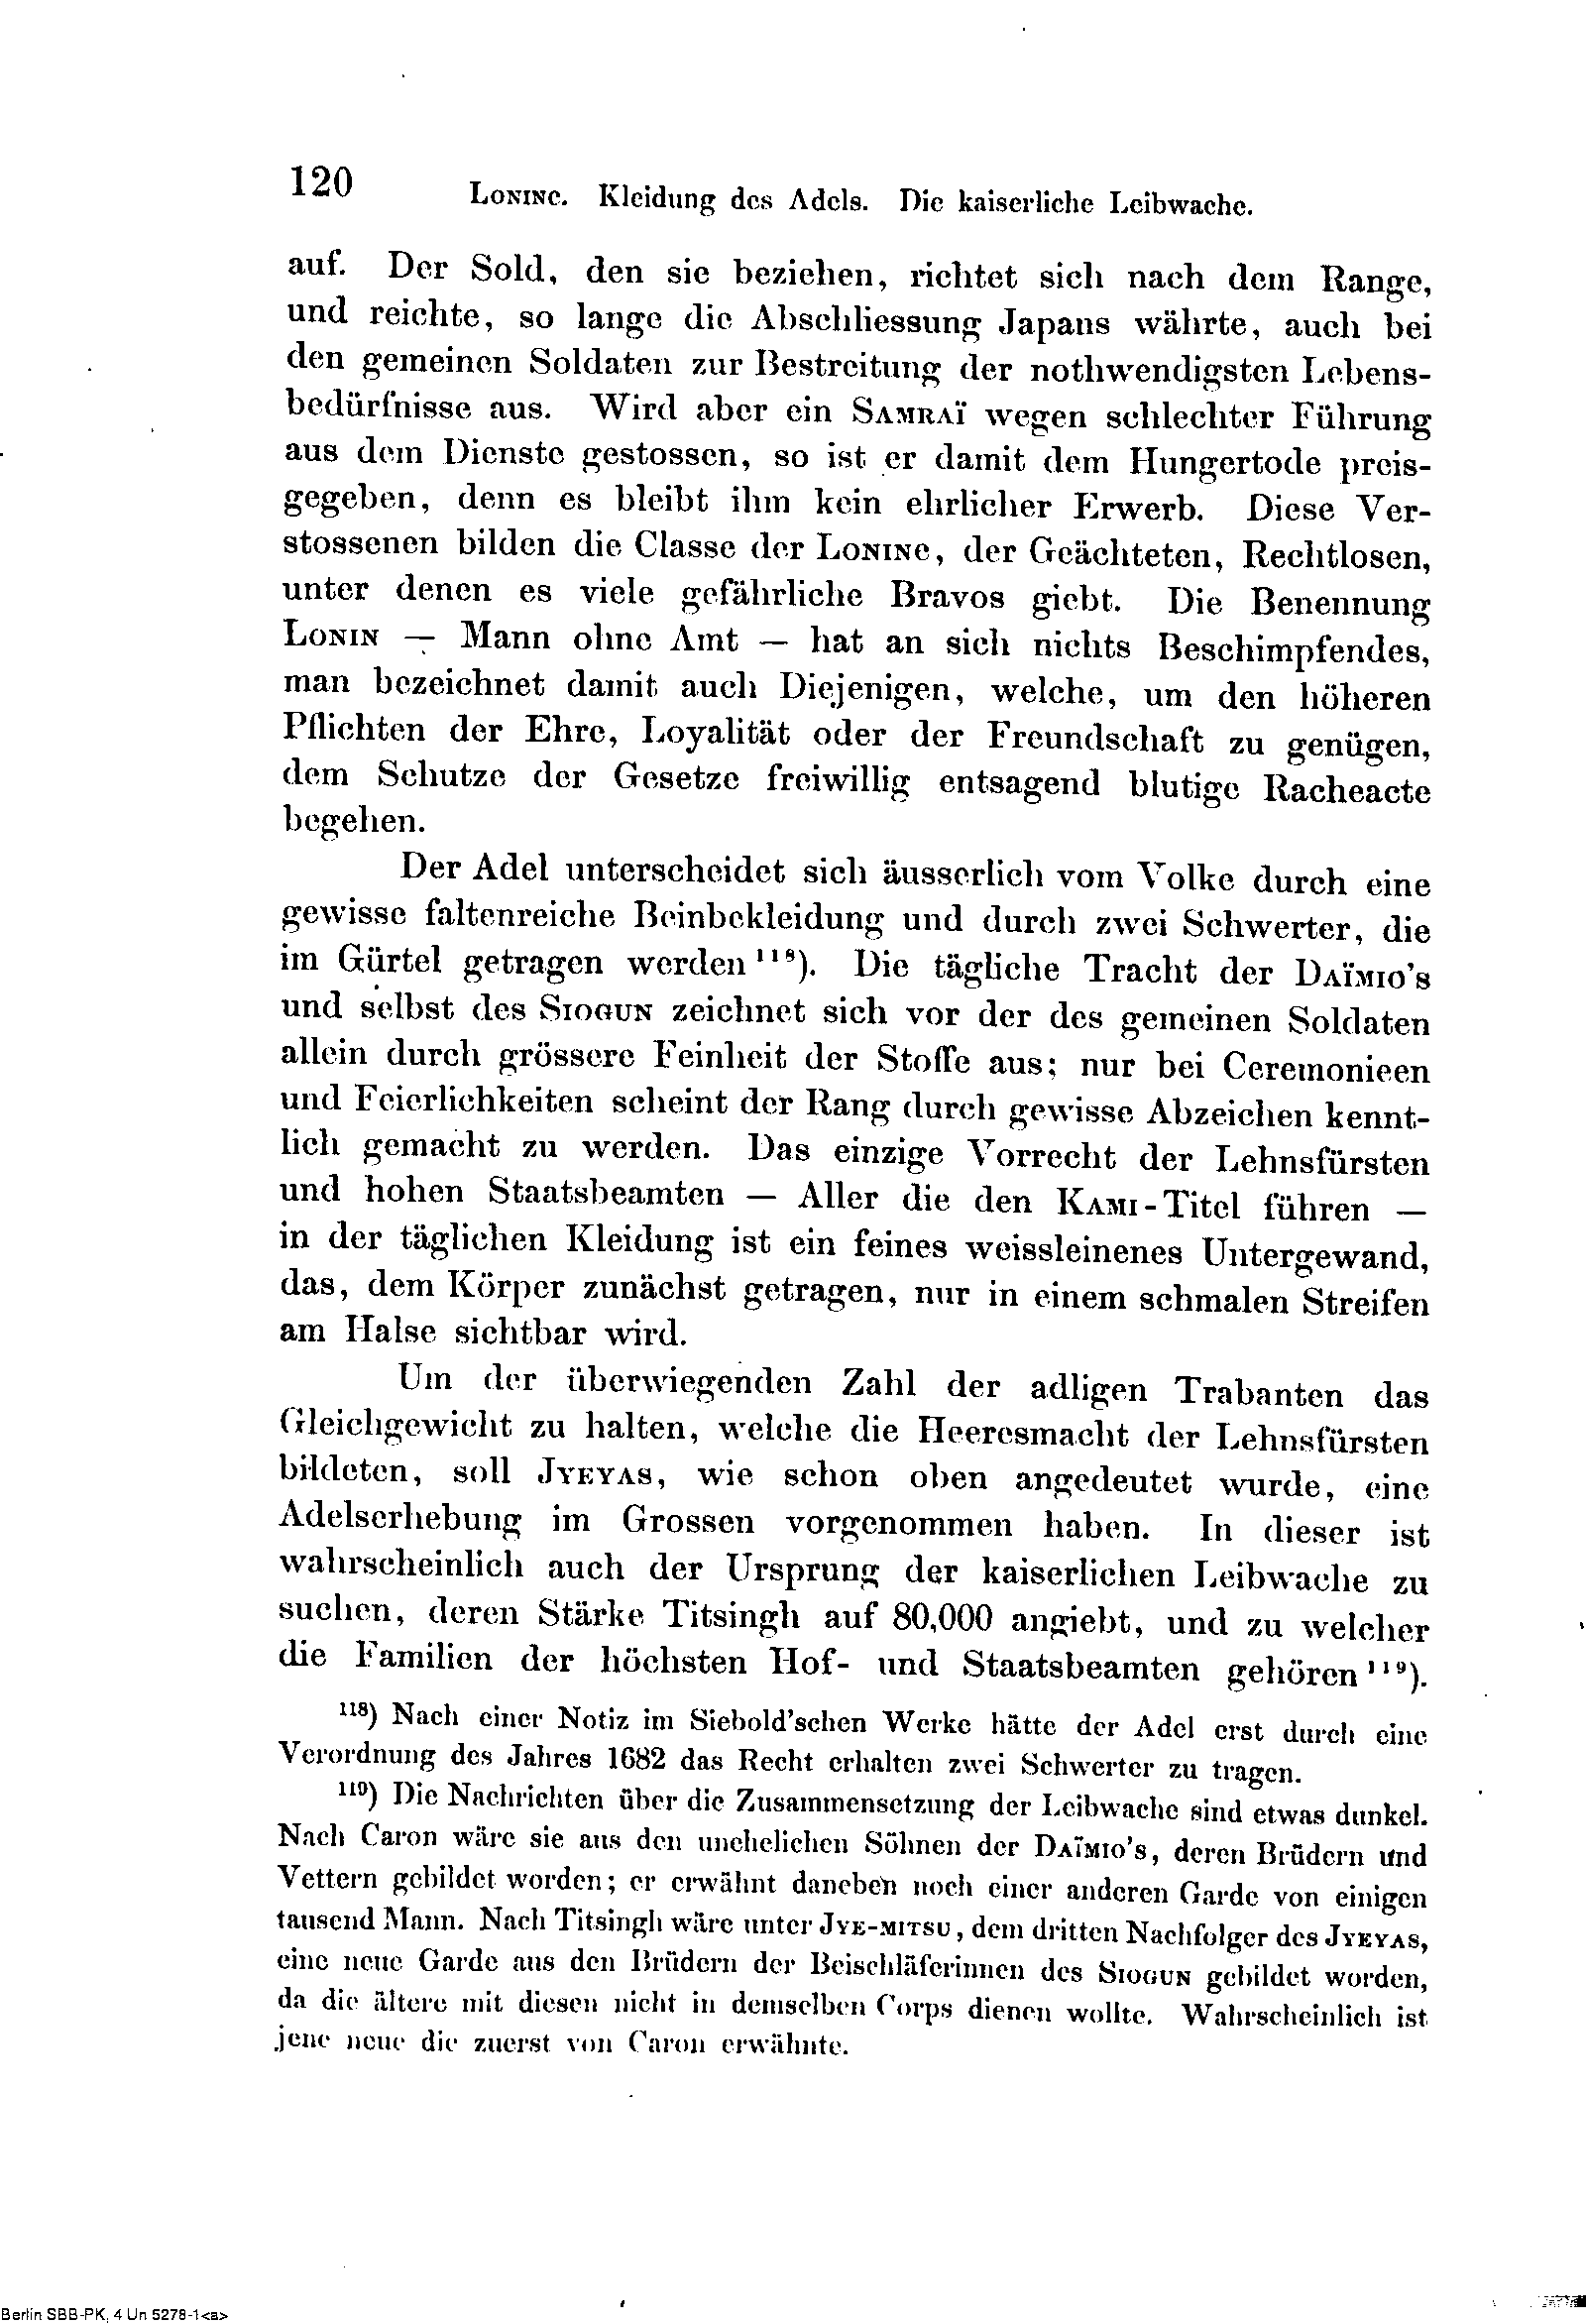 120
Lonine. Kleidung des Adels. Die kaiserliche Leibwache.
auf. Der Sold, den sie beziehen, richtet sich nach dem Range,
und reichte, so lange die Abschliessung Japans währte, auch bei
den gemeinen Soldaten zur Bestreitung der nothwendigsten Lebens-
bedürfnisse aus. Wird aber ein Samraï wegen schlechter Führung
aus dem Dienste gestossen, so ist er damit dem Hungertode preis-
gegeben, denn es bleibt ihm kein ehrlicher Erwerb. Diese Ver-
stossenen bilden die Classe der Lonine, der Geächteten, Rechtlosen,
unter denen es viele gefährliche Bravos giebt. Die Benennung
Lonin — Mann ohne Amt — hat an sich nichts Beschimpfendes,
man bezeichnet damit auch Diejenigen, welche, um den höheren
Pflichten der Ehre, Loyalität oder der Freundschaft zu genügen,
dem Schutze der Gesetze freiwillig entsagend blutige Racheacte
begehen.
Der Adel unterscheidet sich äusserlich vom Volke durch eine
gewisse faltenreiche Beinbekleidung und durch zwei Schwerter, die
im Gürtel getragen werden 118). Die tägliche Tracht der Daïmio's
und selbst des Siogun zeichnet sich vor der des gemeinen Soldaten
allein durch grössere Feinheit der Stoffe aus; nur bei Ceremonieen
und Feierlichkeiten scheint der Rang durch gewisse Abzeichen kennt-
lich gemacht zu werden. Das einzige Vorrecht der Lehnsfürsten
und hohen Staatsbeamten — Aller die den Kami-Titel führen —
in der täglichen Kleidung ist ein feines weissleinenes Untergewand,
das, dem Körper zunächst getragen, nur in einem schmalen Streifen
am Halse sichtbar wird.
Um der überwiegenden Zahl der adligen Trabanten das
Gleichgewicht zu halten, welche die Heeresmacht der Lehnsfürsten
bildeten, soll Jyeyas, wie schon oben angedeutet wurde, eine
Adelserhebung im Grossen vorgenommen haben. In dieser ist
wahrscheinlich auch der Ursprung der kaiserlichen Leibwache zu
suchen, deren Stärke Titsingh auf 80,000 angiebt, und zu welcher
die Familien der höchsten Hof- und Staatsbeamten gehören 119).
118) Nach einer Notiz im Siebold'schen Werke hätte der Adel erst durch eine
Verordnung des Jahres 1682 das Recht erhalten zwei Schwerter zu tragen.
119) Die Nachrichten über die Zusammensetzung der Leibwache sind etwas dunkel.
Nach Caron wäre sie aus den unehelichen Söhnen der Daïmio's, deren Brüdern und
Vettern gebildet worden; er erwähnt daneben noch einer anderen Garde von einigen
tausend Mann. Nach Titsingh wäre unter Jye-mitsu, dem dritten Nachfolger des Jyeyas,
eine neue Garde aus den Brüdern der Beischläferinnen des Siogun gebildet worden,
da die ältere mit diesen nicht in demselben Corps dienen wollte. Wahrscheinlich ist
jene neue die zuerst von Caron erwähnte.
Berlin SBB-PK, 4 Un 5278-1<a>